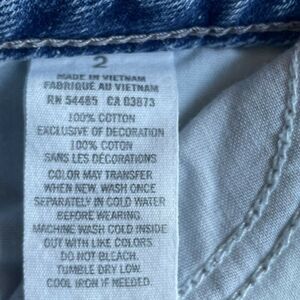 2
MADE IN VIETNAM
FABRIQUÉ AU VIETNAM
RN 54485 CA 03873
100% COTTON
EXCLUSIVE OF DECORATION
100% COTON
SANS LES DÉCORATIONS
COLOR MAY TRANSFER
WHEN NEW. WASH ONCE
SEPARATELY IN COLD WATER
BEFORE WEARING.
MACHINE WASH COLD INSIDE
OUT WITH LIKE COLORS
DO NOT BLEACH.
TUMBLE DRY LOW.
COOL IRON IF NEEDED.